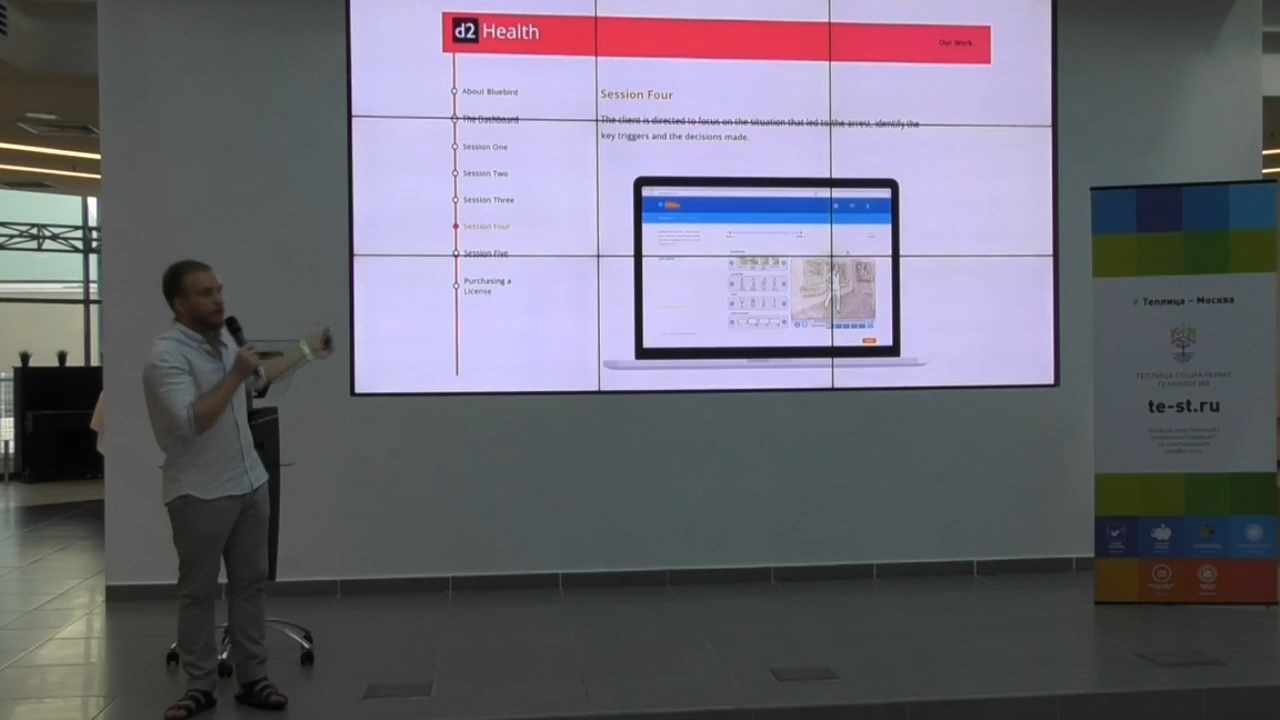 d2 Health
Our Work
About Bluebird
The Dashboard
Session One
Session Two
Session Three
Session Four
Session Five
Purchasing a
License
Session Four
The client is directed to focus on the situation that led to the arrest, identify the
key triggers and the decisions made.
Теплица – Москва
ТЕПЛИЦА СОЦИАЛЬНЫХ
ТЕХНОЛОГИЙ
te-st.ru